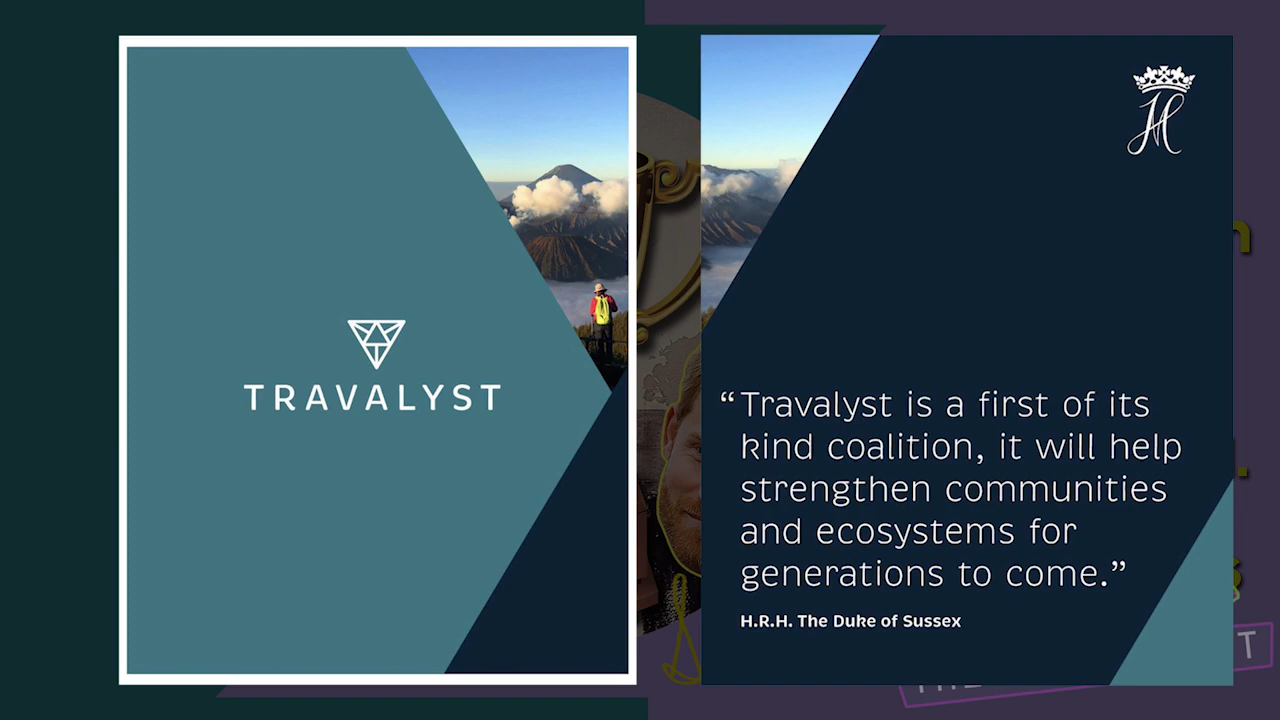 TRAVALYST
“Travalyst is a first of its
kind coalition, it will help
strengthen communities
and ecosystems for
generations to come.”
H.R.H. The Duke of Sussex